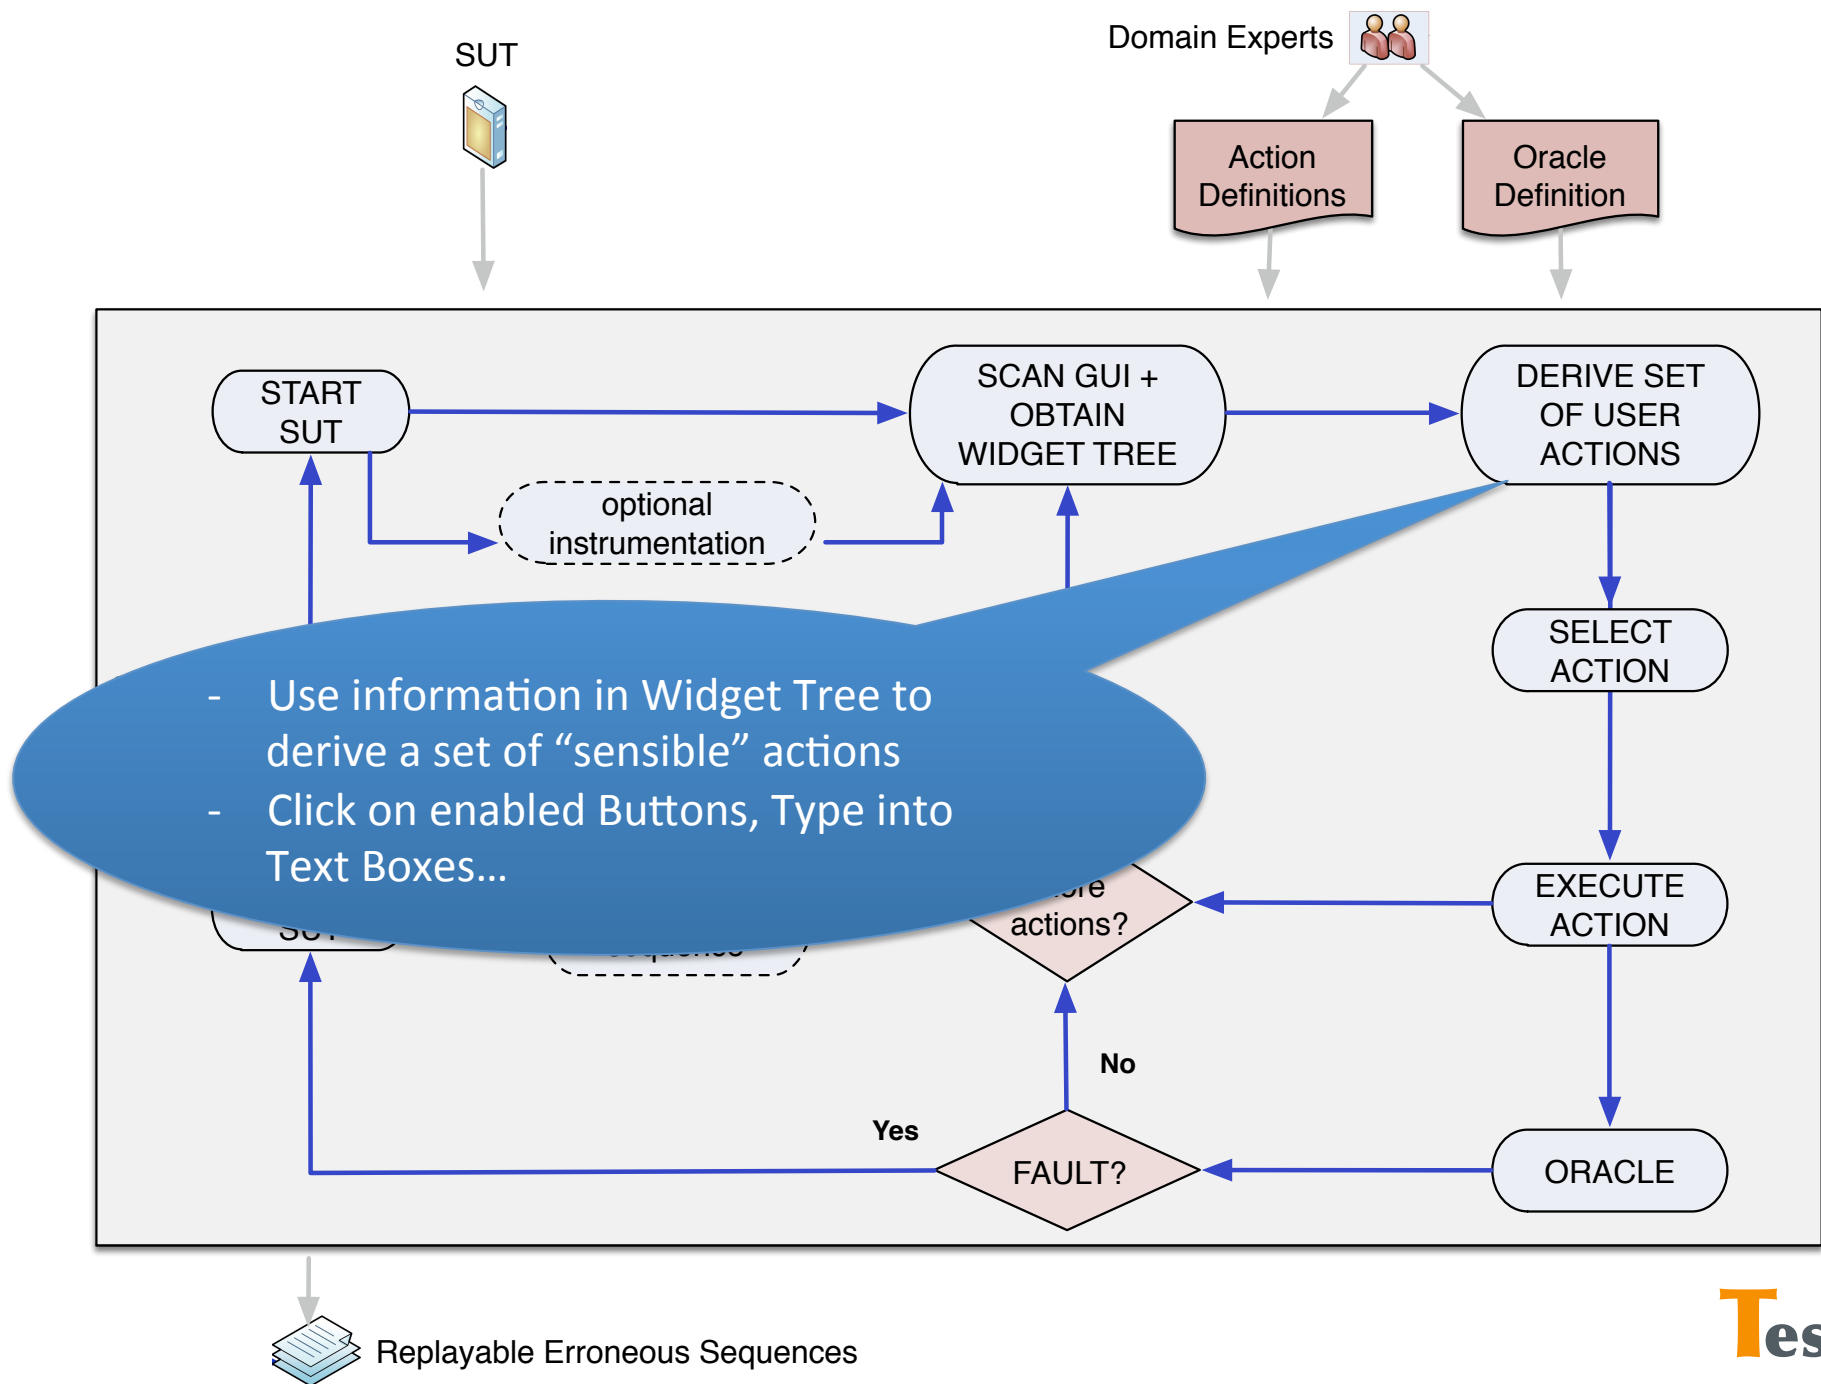 SUT
Domain Experts
Action
Definitions
Oracle
Definition
START
SUT
SCAN GUI +
OBTAIN
WIDGET TREE
DERIVE SET
OF USER
ACTIONS
optional
instrumentation
SELECT
ACTION
- Use information in Widget Tree to
derive a set of “sensible” actions
- Click on enabled Buttons, Type into
Text Boxes...
SUT
sequence
actions?
EXECUTE
ACTION
No
Yes
FAULT?
ORACLE
Replayable Erroneous Sequences
Tes